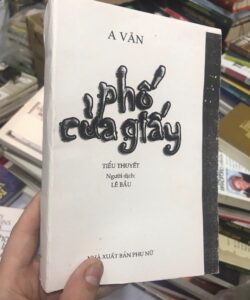 A VĂN
phố
cửa giấy
TIỂU THUYẾT
Người dịch:
LÊ BẦU
NHÀ XUẤT BẢN PHỤ NỮ